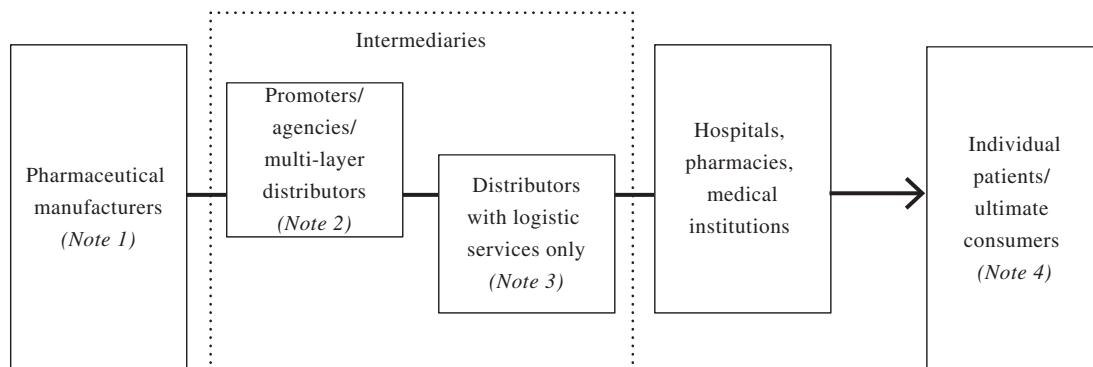 Intermediaries
Pharmaceutical
manufacturers
(Note 1)
Promoters/
agencies/
multi-layer
distributors
(Note 2)
Distributors
with logistic
services only
(Note 3)
Hospitals,
pharmacies,
medical
institutions
Individual
patients/
ultimate
consumers
(Note 4)